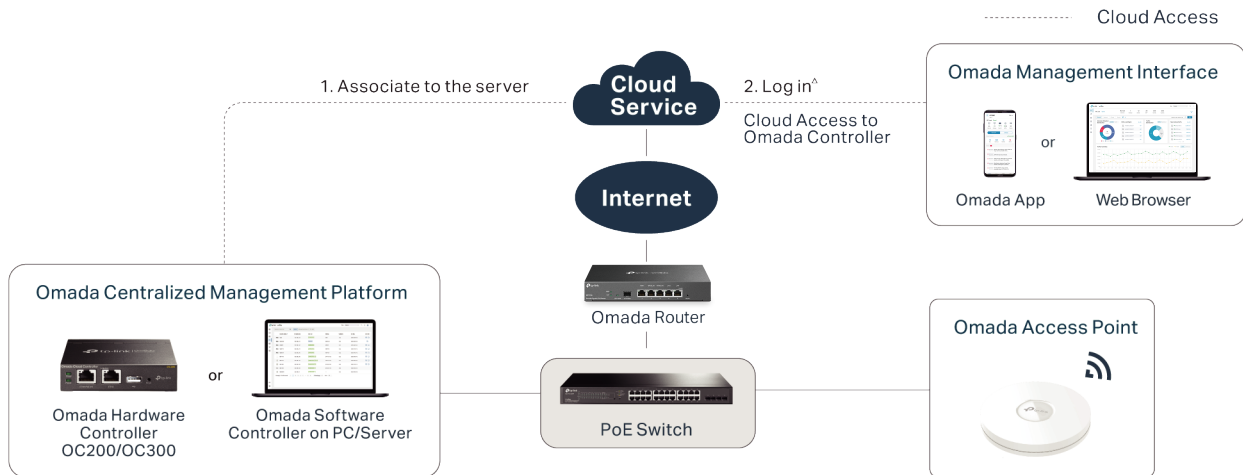 Cloud Access
1. Associate to the server
Cloud
Service
2. Log in^
Cloud Access to
Omada Controller
Omada Management Interface
or
Omada App
Web Browser
Internet
Omada Router
Omada Centralized Management Platform
tp-link
or
Omada Hardware
Controller
OC200/OC300
Omada Software
Controller on PC/Server
PoE Switch
Omada Access Point